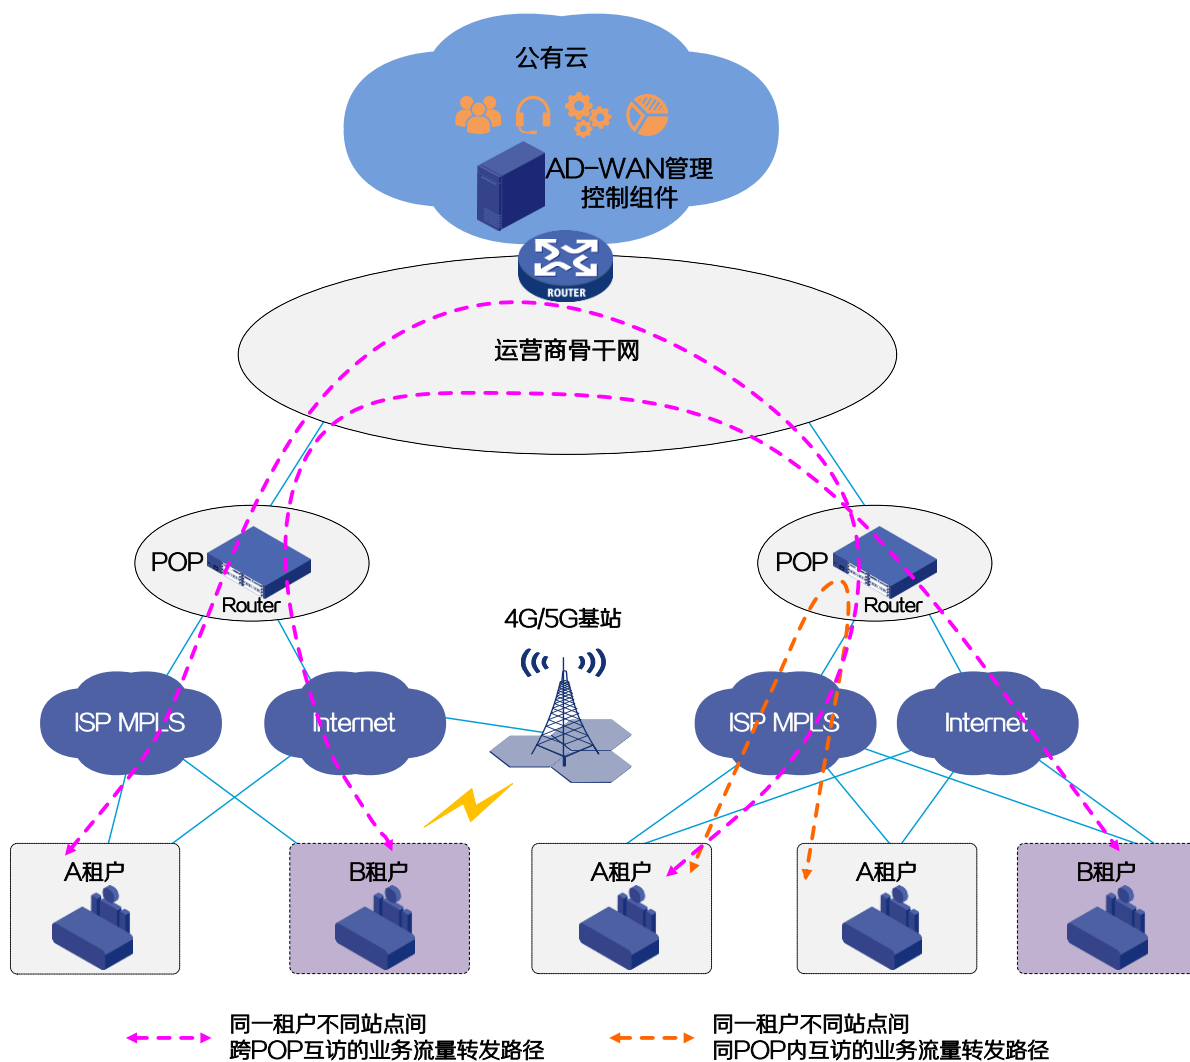 公有云
AD-WAN管理
控制组件
ROUTER
运营商骨干网
POP
Router
POP
Router
4G/5G基站
ISP MPLS
Internet
ISP MPLS
Internet
A租户
B租户
A租户
A租户
B租户
同一租户不同站点间
跨POP互访的业务流量转发路径
同一租户不同站点间
同POP内互访的业务流量转发路径